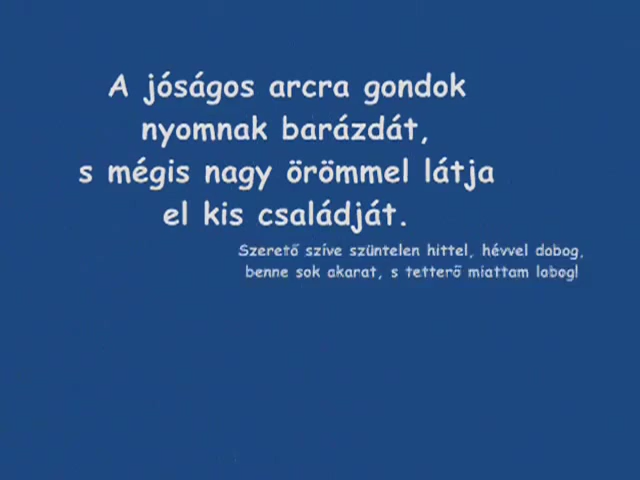 A jóságos arcra gondok
nyomnak barázdát,
s mégis nagy örömmel látja
el kis családját.
Szerető szíve szüntelen hittel, hévvel dobog,
benne sok akarat, s tetterő miattam lobog!